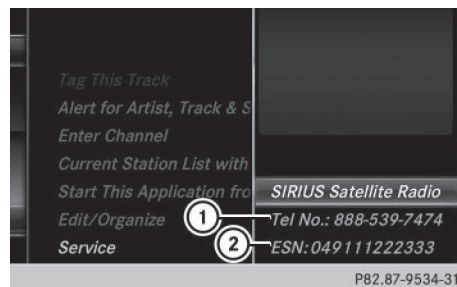 Tag This Track
Alert for Artist, Track & S
Enter Channel
Current Station List with
Start This Application fro
Edit/Organize
Service
SIRIUS Satellite Radio
1
Tel No.: 888-539-7474
2
ESN:049111222333
P82.87-9534-31